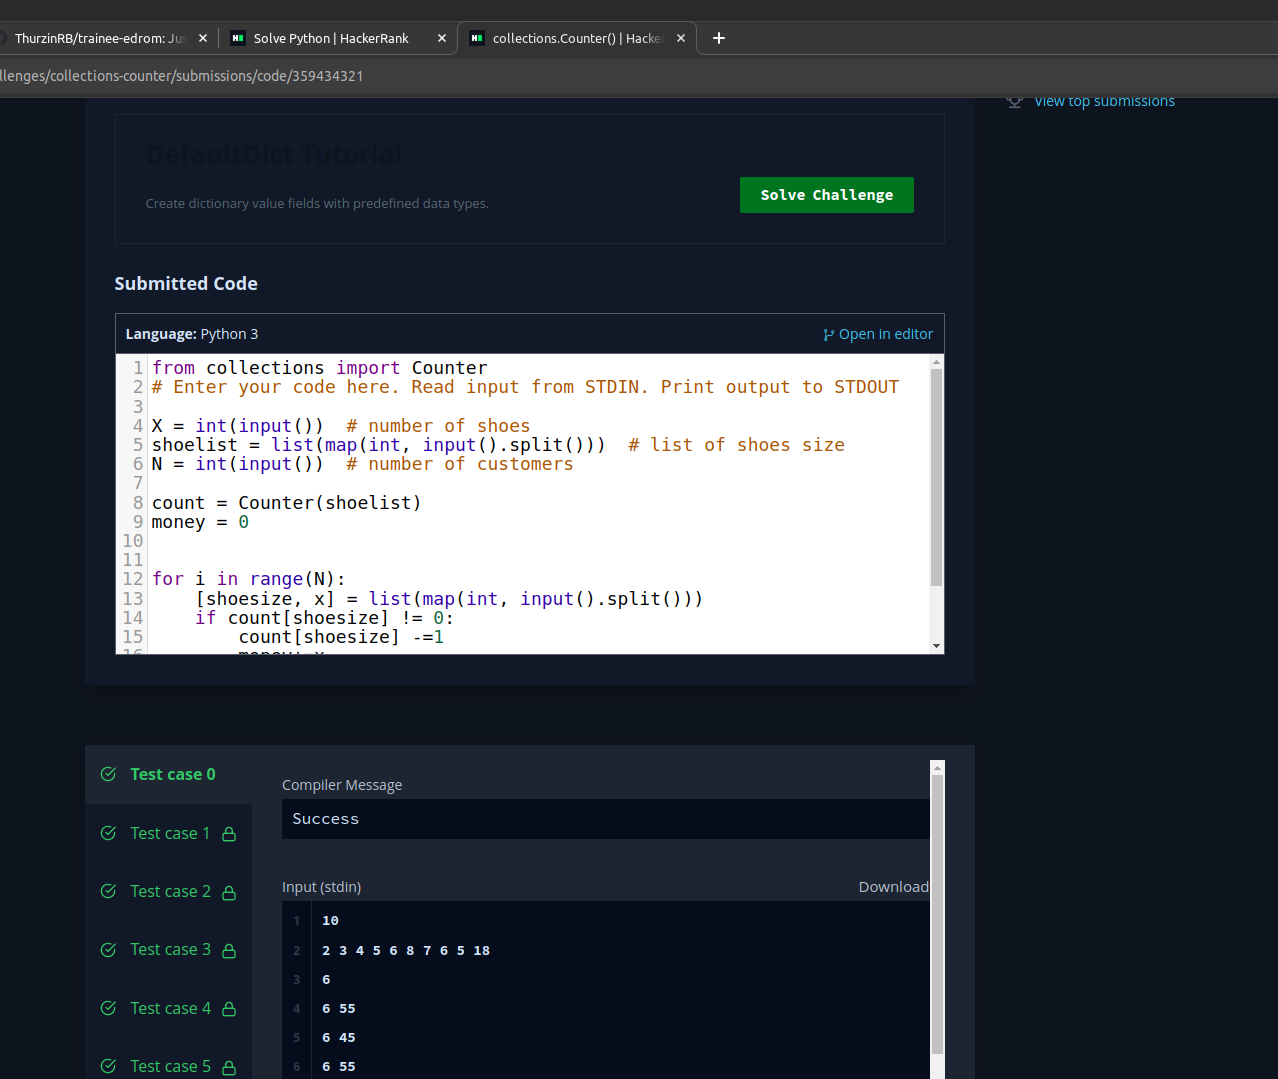 ThurzinRB/trainee-edrom: Jus
Solve Python | HackerRank
collections.Counter() | Hacke
llenges/collections-counter/submissions/code/359434321
View top submissions
DefaultDict Tutorial
Create dictionary value fields with predefined data types.
Solve Challenge
Submitted Code
Language: Python 3
Open in editor
1 from collections import Counter
2 # Enter your code here. Read input from STDIN. Print output to STDOUT
3
4 X = int(input())  # number of shoes
5 shoelist = list(map(int, input().split()))  # list of shoes size
6 N = int(input())  # number of customers
7
8 count = Counter(shoelist)
9 money = 0
10
11
12 for i in range(N):
13     [shoesize, x] = list(map(int, input().split()))
14     if count[shoesize] != 0:
15         count[shoesize] -=1
Test case 0
Test case 1
Test case 2
Test case 3
Test case 4
Test case 5
Compiler Message
Success
Input (stdin)
Download
1 10
2 2 3 4 5 6 8 7 6 5 18
3 6
4 6 55
5 6 45
6 6 55